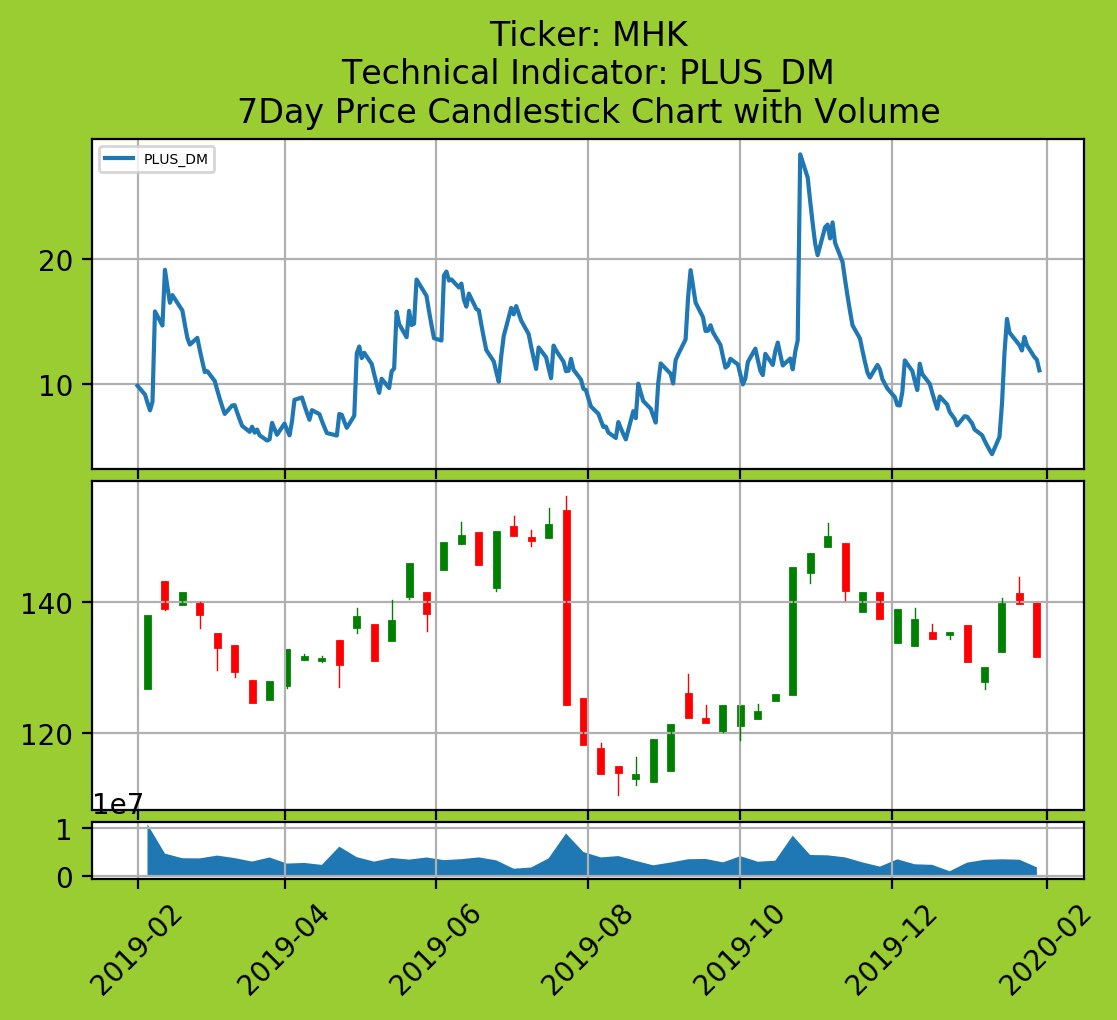 Ticker: MHK
Technical Indicator: PLUS_DM
7Day Price Candlestick Chart with Volume
PLUS_DM
20
10
140
120
1e7
1
0
2019-02
2019-04
2019-06
2019-08
2019-10
2019-12
2020-02